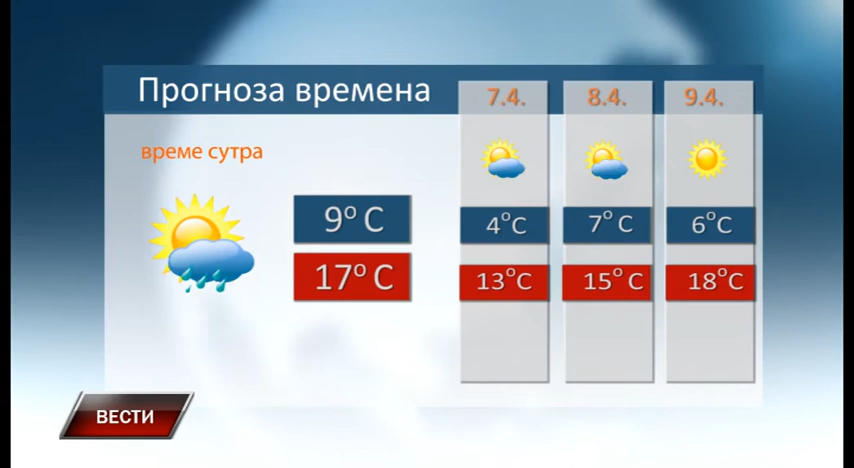 Прогноза времена
време сутра
9° C
17° C
7.4.
4°C
13°C
8.4.
7° C
15° C
9.4.
6°C
18°C
ВЕСТИ